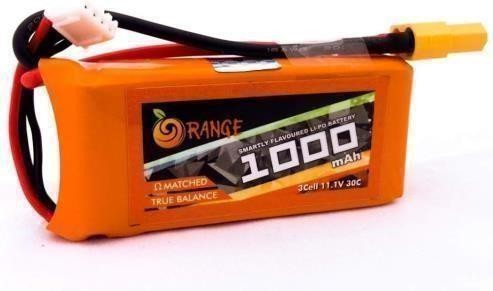 ORANGE
SMARTLY FLAVOURED LI-PO BATTERY
1000 mAh
Ω MATCHED
TRUE BALANCE
3Cell 11.1V 30C